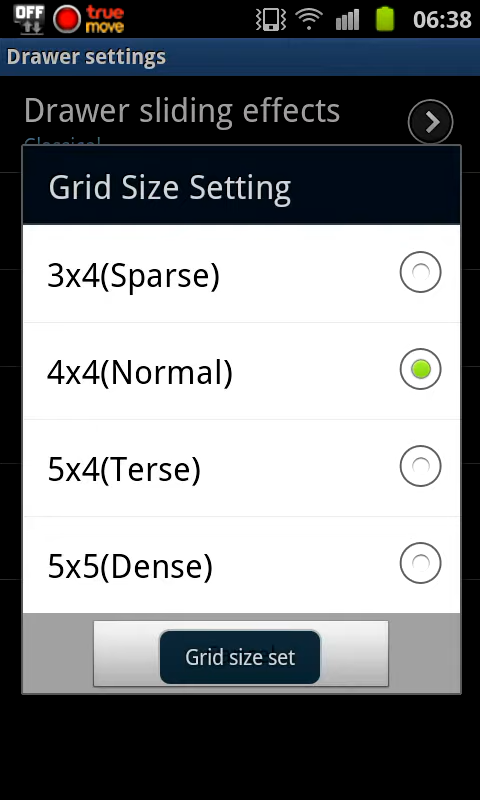 OFF
true
move
06:38
Drawer settings
Drawer sliding effects
Classical
Grid Size Setting
3x4(Sparse)
4x4(Normal)
5x4(Terse)
5x5(Dense)
Grid size set